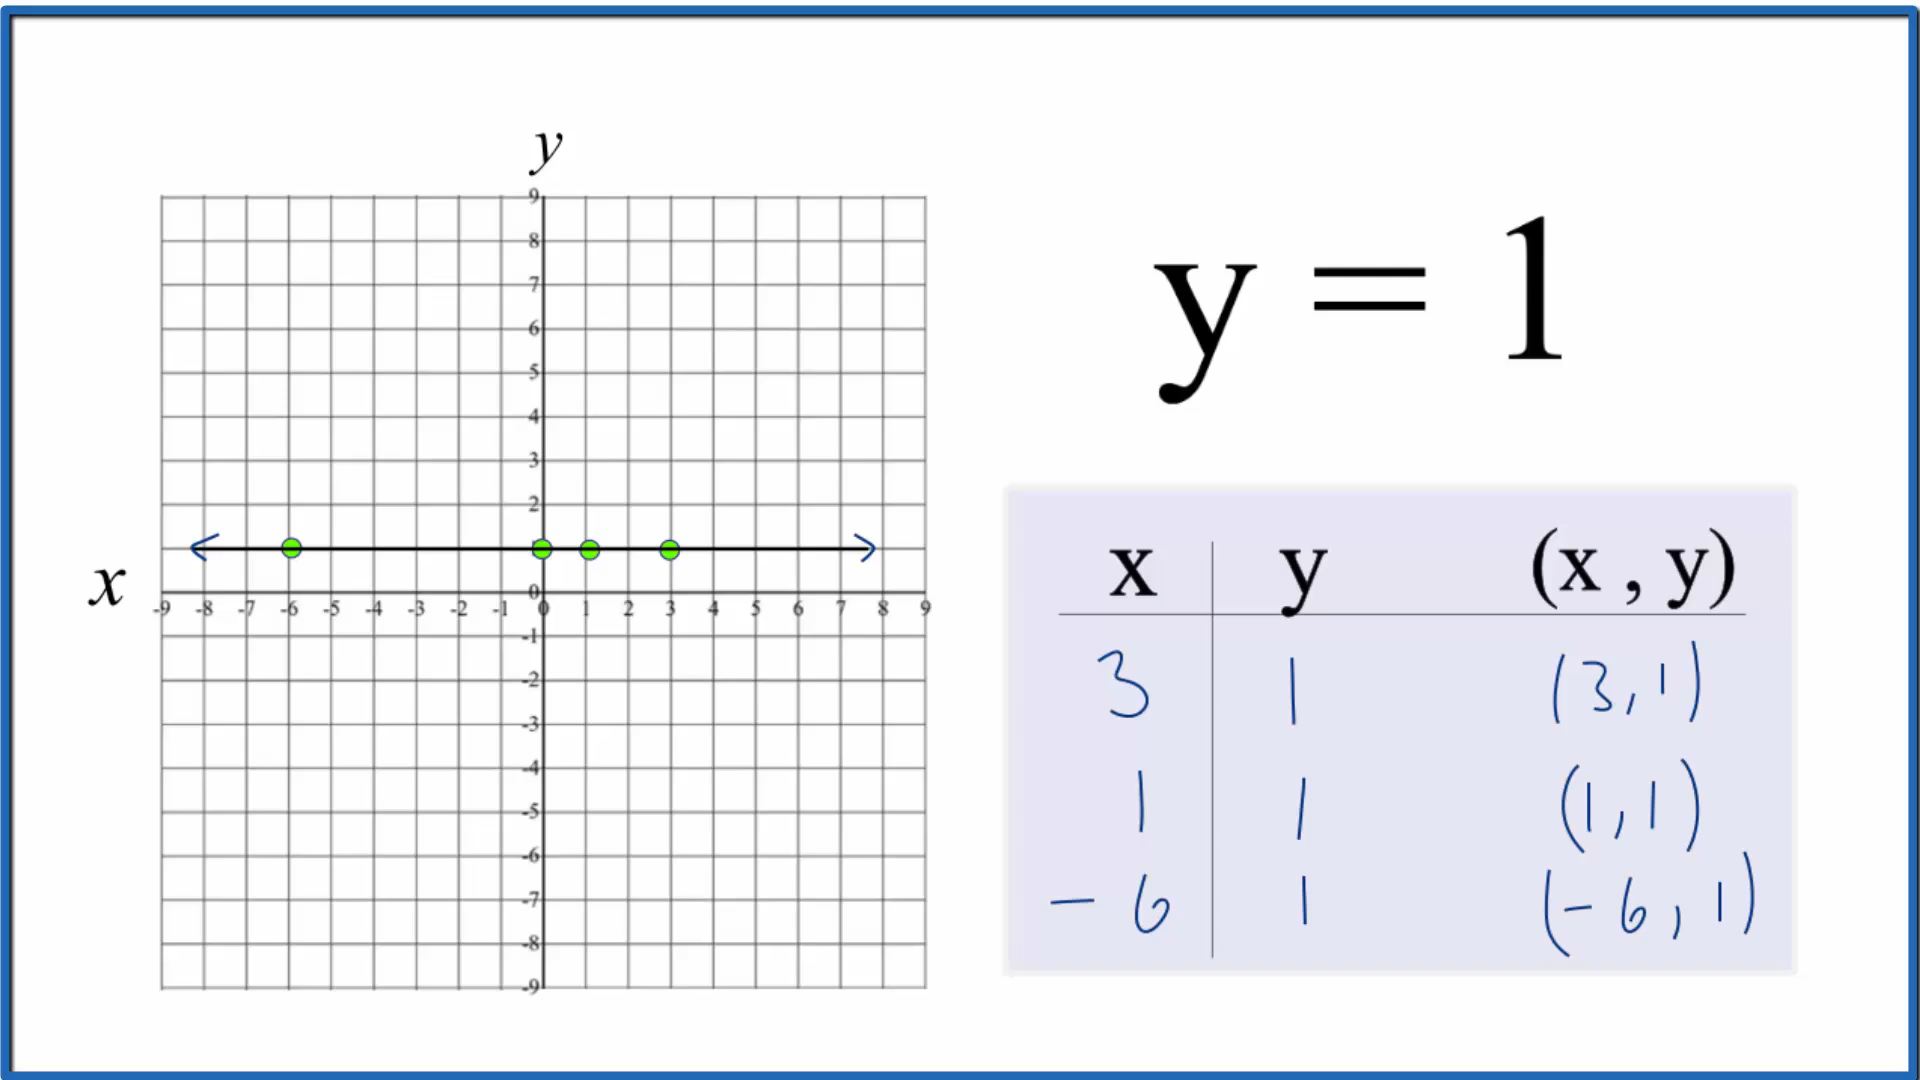 y
9
8
7
6
5
4
3
2
0
x
-9 -8 -7 -6 -5 -4 -3 -2 -1 0 1 2 3 4 5 6 7 8 9
-1
-2
-3
-4
-5
-6
-7
-8
-9
y = 1
x y (x , y)
3 1 (3, 1)
1 1 (1, 1)
-6 1 (-6, 1)